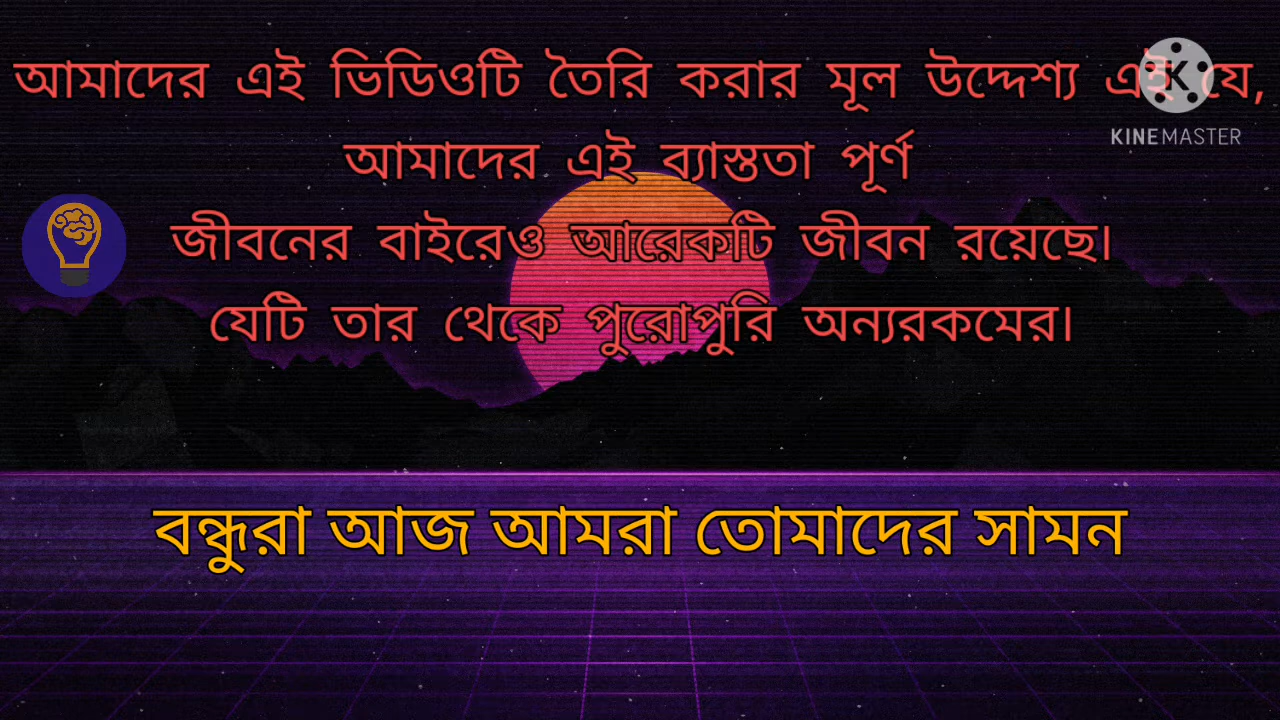 আমাদের এই ভিডিওটি তৈরি করার মূল উদ্দেশ্য এই যে,
KINEMASTER
আমাদের এই ব্যাস্ততা পূর্ণ
জীবনের বাইরেও আরেকটি জীবন রয়েছে।
যেটি তার থেকে পুরোপুরি অন্যরকমের।
বন্ধুরা আজ আমরা তোমাদের সামন